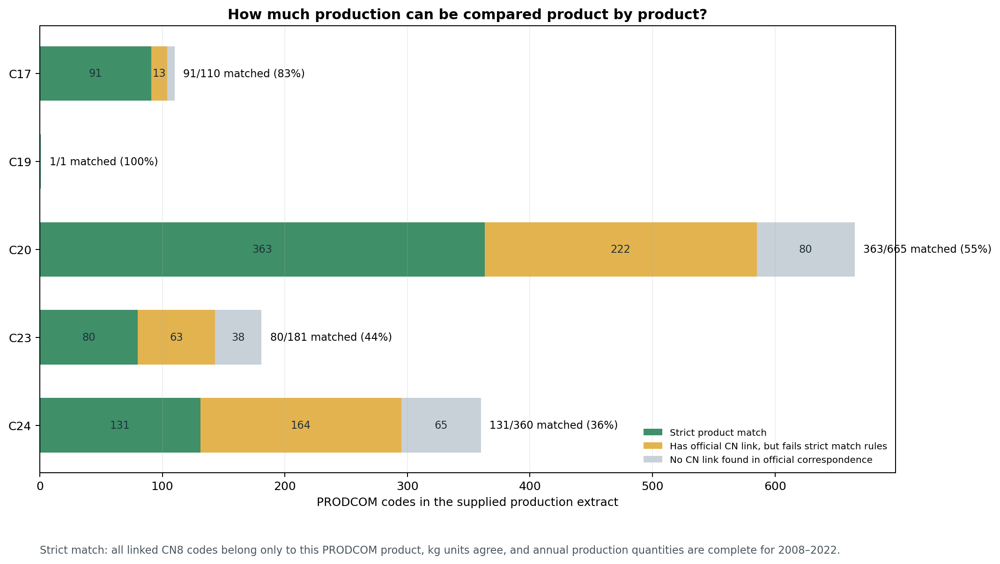 How much production can be compared product by product?
C17
91
13
91/110 matched (83%)
C19
1/1 matched (100%)
C20
363
222
80
363/665 matched (55%)
C23
80
63
38
80/181 matched (44%)
C24
131
164
65
131/360 matched (36%)
Strict product match
Has official CN link, but fails strict match rules
No CN link found in official correspondence
0 100 200 300 400 500 600
PRODCOM codes in the supplied production extract
Strict match: all linked CN8 codes belong only to this PRODCOM product, kg units agree, and annual production quantities are complete for 2008–2022.